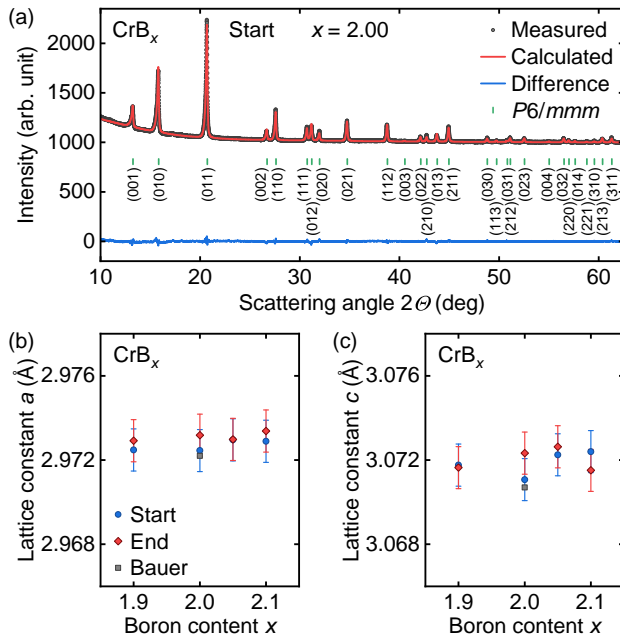 (a)
CrBₓ
Start
x = 2.00
Measured
Calculated
Difference
P6/mmm
Intensity (arb. unit)
2000
1500
1000
500
0
(001)
(010)
(011)
(002)
(110)
(111)
(012)
(020)
(021)
(112)
(003)
(022)
(210)
(013)
(211)
(030)
(113)
(212)
(031)
(023)
(004)
(032)
(220)
(014)
(221)
(310)
(213)
(311)
10 20 30 40 50 60
Scattering angle 2Θ (deg)
(b)
CrBₓ
Lattice constant a (Å)
2.976
2.972
2.968
Start
End
Bauer
1.9 2.0 2.1
Boron content x
(c)
CrBₓ
Lattice constant c (Å)
3.076
3.072
3.068
1.9 2.0 2.1
Boron content x